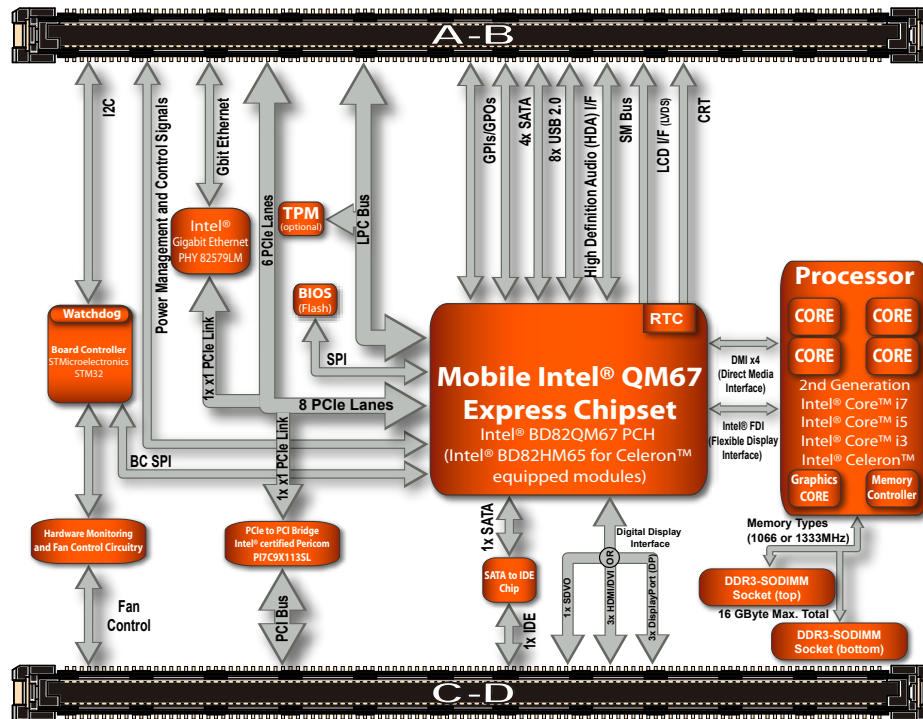 A-B
I2C
Power Management and Control Signals
Gbit Ethernet
6 PCIe Lanes
LPC Bus
GPIs/GPOs
4x SATA
8x USB 2.0
High Definition Audio (HDA) I/F
SM Bus
LCD I/F (LVDS)
CRT
Intel®
Gigabit Ethernet
PHY 82579LM
TPM
(optional)
BIOS
(Flash)
SPI
1x x1 PCIe Link
8 PCIe Lanes
Watchdog
Board Controller
STMicroelectronics
STM32
BC SPI
1x x1 PCIe Link
RTC
Mobile Intel® QM67
Express Chipset
Intel® BD82QM67 PCH
(Intel® BD82HM65 for Celeron™
equipped modules)
DMI x4
(Direct Media
Interface)
Intel® FDI
(Flexible Display
Interface)
Processor
CORE
CORE
CORE
CORE
2nd Generation
Intel® Core™ i7
Intel® Core™ i5
Intel® Core™ i3
Intel® Celeron™
Graphics
CORE
Memory
Controller
Memory Types
(1066 or 1333MHz)
DDR3-SODIMM
Socket (top)
16 GByte Max. Total
DDR3-SODIMM
Socket (bottom)
Hardware Monitoring
and Fan Control Circuitry
Fan
Control
PCIe to PCI Bridge
Intel® certified Pericom
PI7C9X113SL
PCI Bus
1x SATA
SATA to IDE
Chip
1x IDE
Digital Display
Interface
OR
1x SDVO
3x HDMI/DVI
3x DisplayPort (DP)
C-D